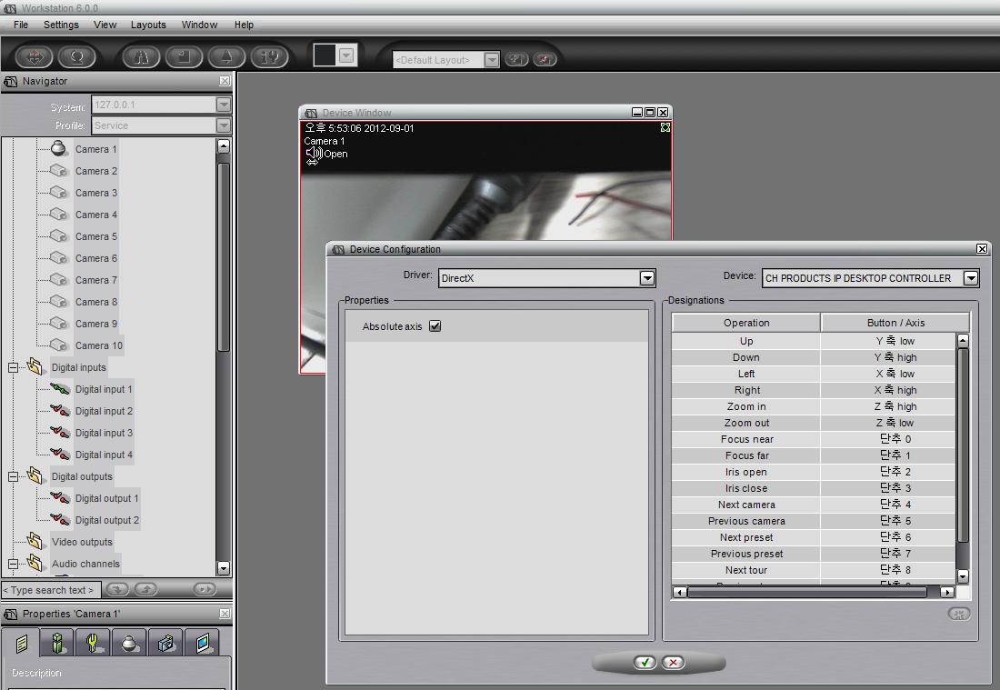 Workstation 6.0.0
File Settings View Layouts Window Help
<Default Layout>
Navigator
System: 127.0.0.1
Profile: Service
Camera 1
Camera 2
Camera 3
Camera 4
Camera 5
Camera 6
Camera 7
Camera 8
Camera 9
Camera 10
Digital inputs
Digital input 1
Digital input 2
Digital input 3
Digital input 4
Digital outputs
Digital output 1
Digital output 2
Video outputs
Audio channels
< Type search text >
Properties 'Camera 1'
Description
Device Window
오후 5:53:06 2012-09-01
Camera 1
Open
Device Configuration
Driver: DirectX
Device: CH PRODUCTS IP DESKTOP CONTROLLER
Properties
Absolute axis
Designations
Operation Button / Axis
Up Y 축 low
Down Y 축 high
Left X 축 low
Right X 축 high
Zoom in Z 축 high
Zoom out Z 축 low
Focus near 단추 0
Focus far 단추 1
Iris open 단추 2
Iris close 단추 3
Next camera 단추 4
Previous camera 단추 5
Next preset 단추 6
Previous preset 단추 7
Next tour 단추 8